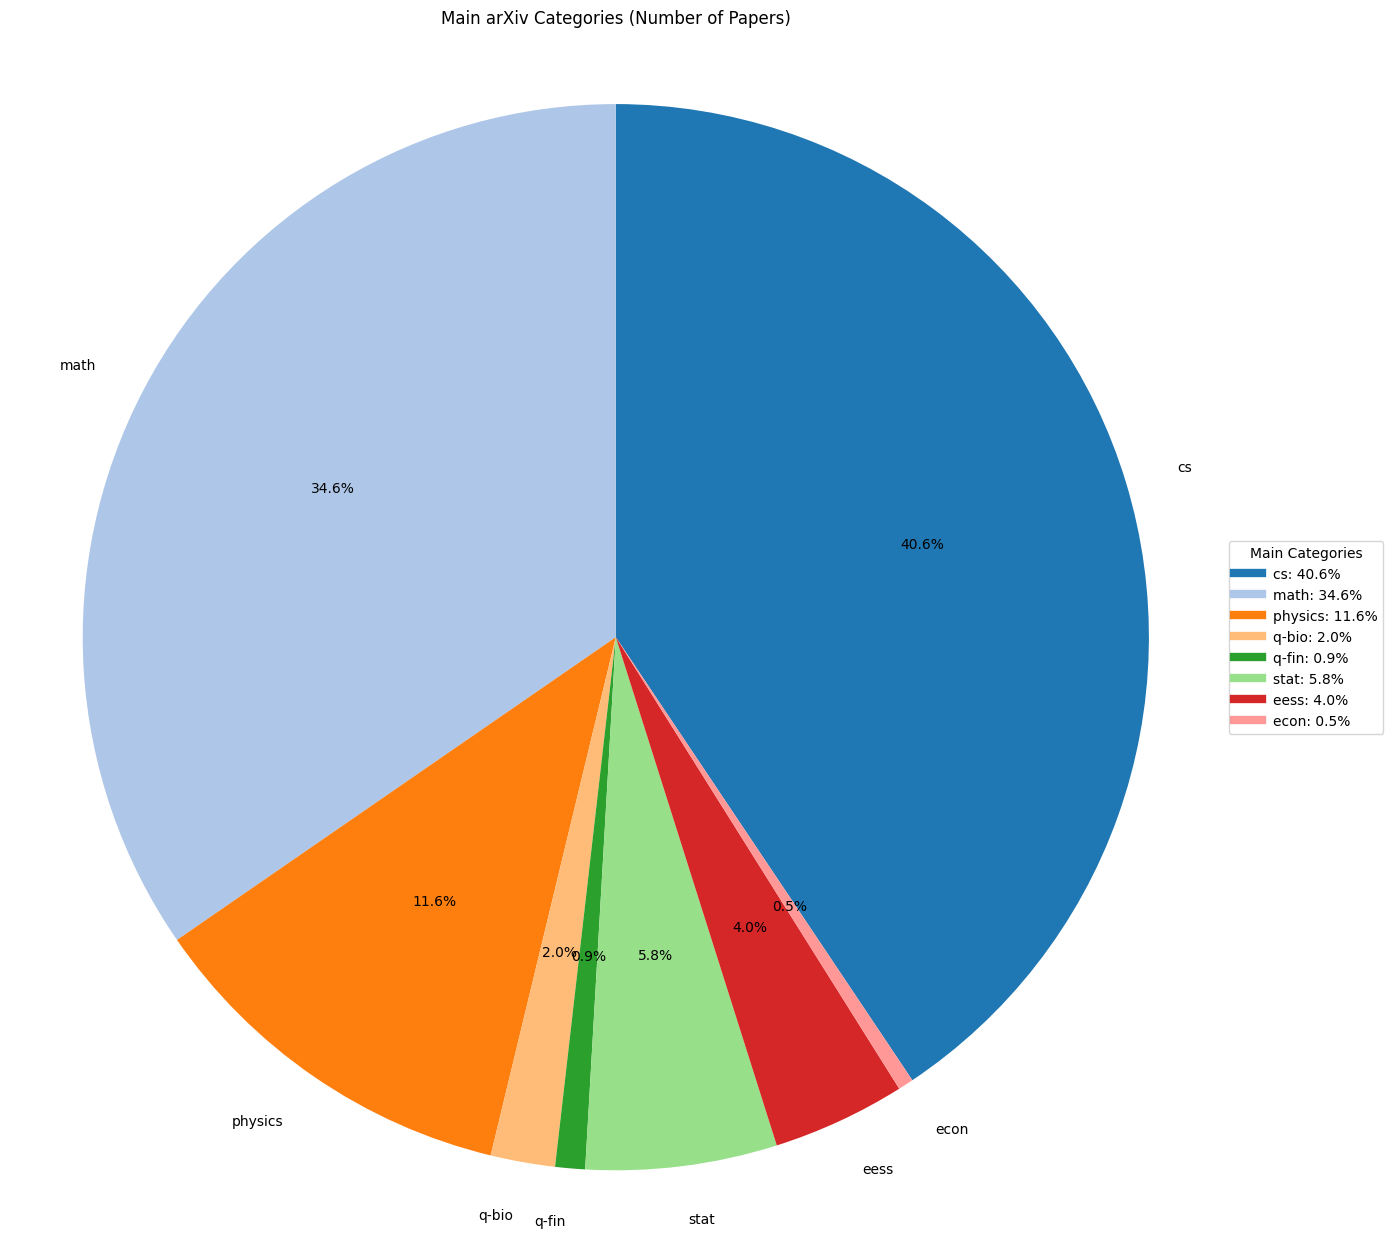 Main arXiv Categories (Number of Papers)
math
cs
34.6%
40.6%
Main Categories
cs: 40.6%
math: 34.6%
physics: 11.6%
q-bio: 2.0%
q-fin: 0.9%
stat: 5.8%
eess: 4.0%
econ: 0.5%
11.6%
2.0%
0.9%
5.8%
4.0%
0.5%
physics
q-bio
q-fin
stat
eess
econ